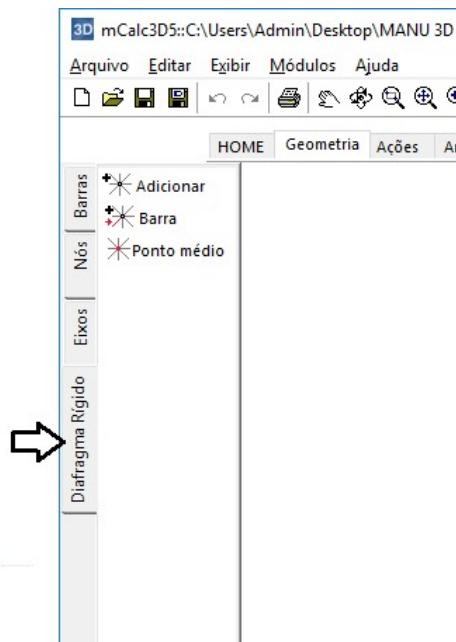 3D mCalc3D5::C:\Users\Admin\Desktop\MANU 3D
Arquivo Editar Exibir Módulos Ajuda
HOME Geometria Ações
Barras
Nós
Eixos
Diafragma Rígido
Adicionar
Barra
Ponto médio